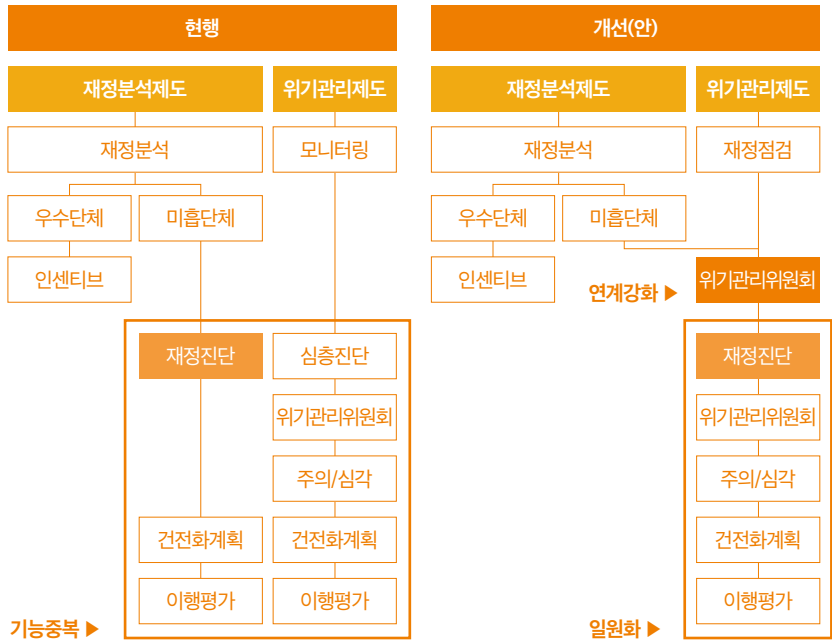 현행
재정분석제도
위기관리제도
재정분석
모니터링
우수단체
미흡단체
인센티브
재정진단
심층진단
위기관리위원회
주의/심각
건전화계획
건전화계획
이행평가
이행평가
기능중복 ▶
개선(안)
재정분석제도
위기관리제도
재정분석
재정점검
우수단체
미흡단체
인센티브
연계강화 ▶
위기관리위원회
재정진단
위기관리위원회
주의/심각
건전화계획
이행평가
일원화 ▶